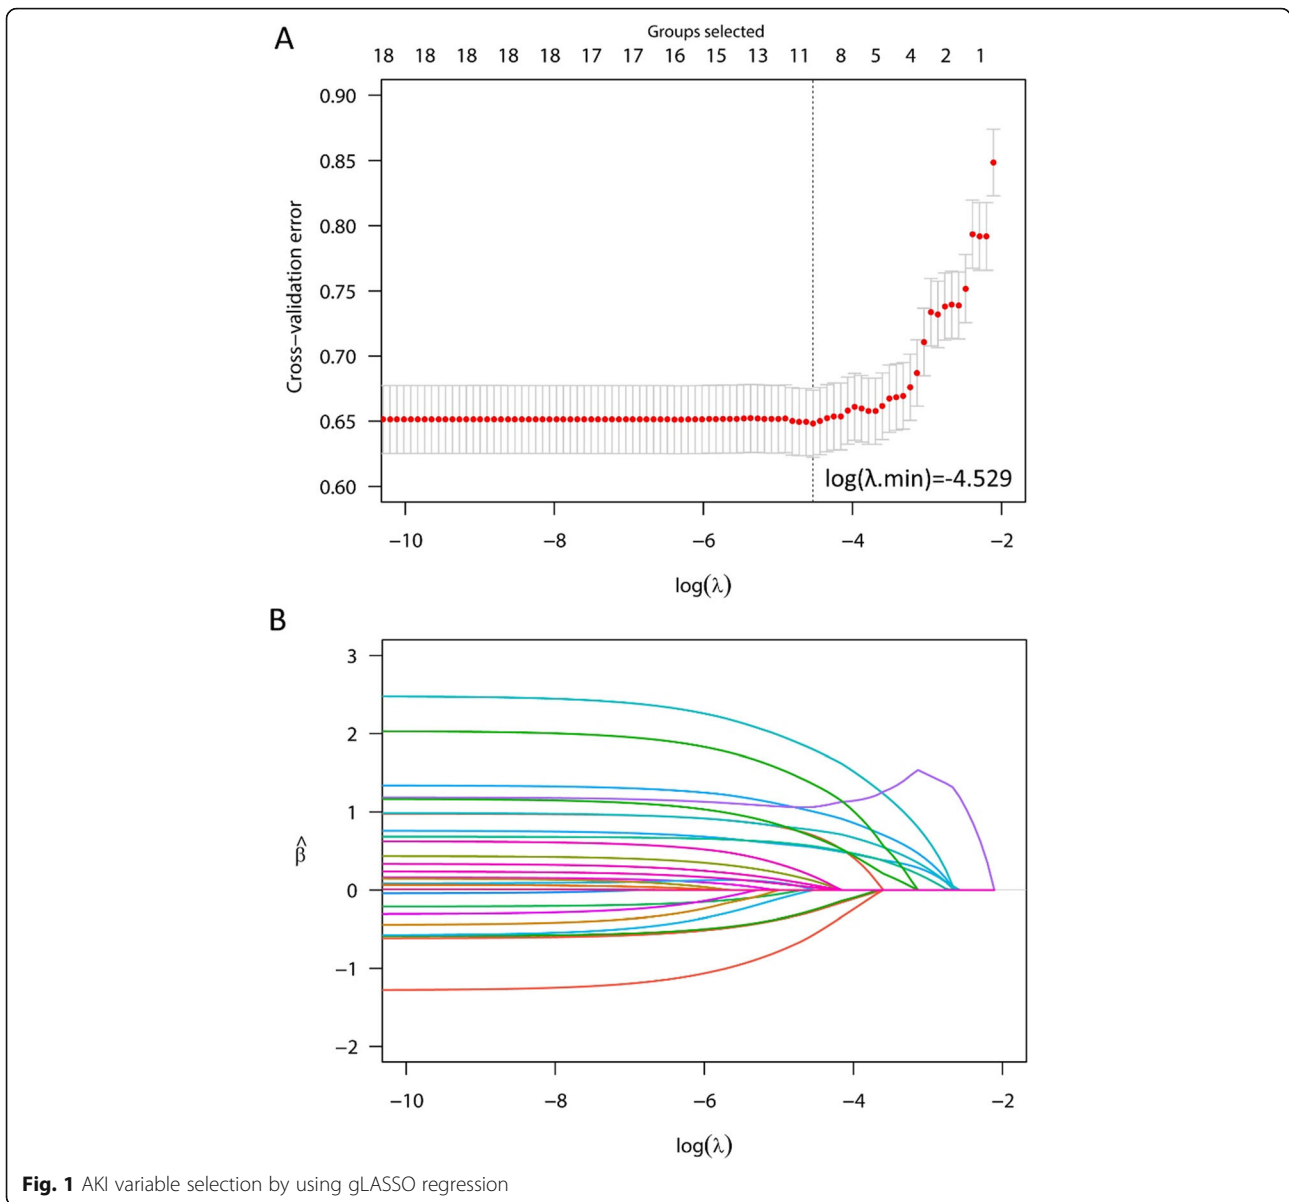 A
Groups selected
18 18 18 18 18 17 17 16 15 13 11 8 5 4 2 1
Cross−validation error
0.90
0.85
0.80
0.75
0.70
0.65
0.60
log(λ.min)=-4.529
−10 −8 −6 −4 −2
log(λ)
B
β̂
3
2
1
0
−1
−2
−10 −8 −6 −4 −2
log(λ)
Fig. 1 AKI variable selection by using gLASSO regression